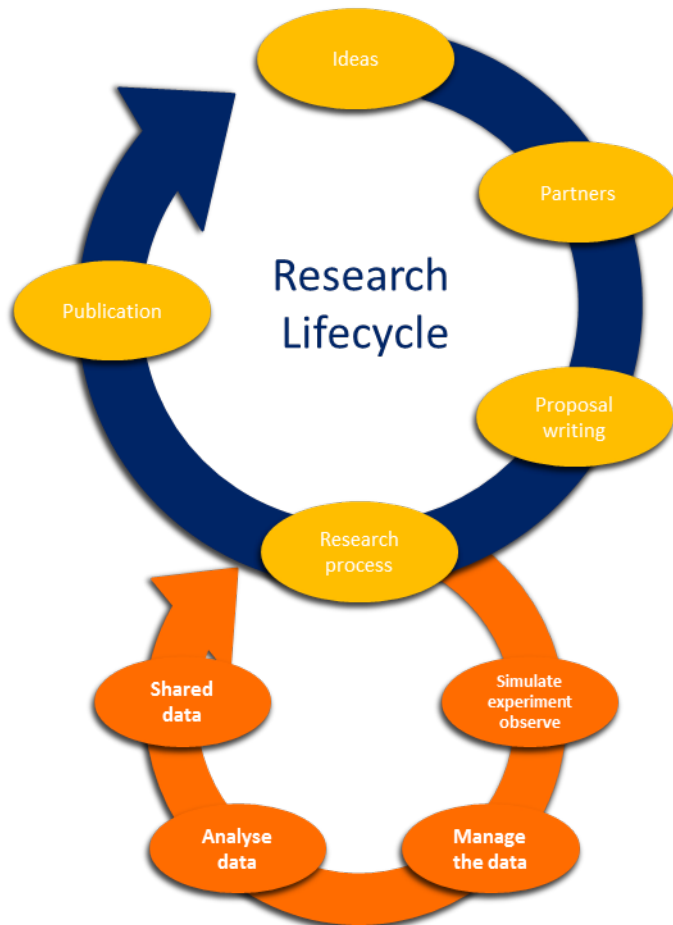 Ideas
Partners
Research
Lifecycle
Publication
Proposal
writing
Research
process
Shared
data
Simulate
experiment
observe
Analyse
data
Manage
the data